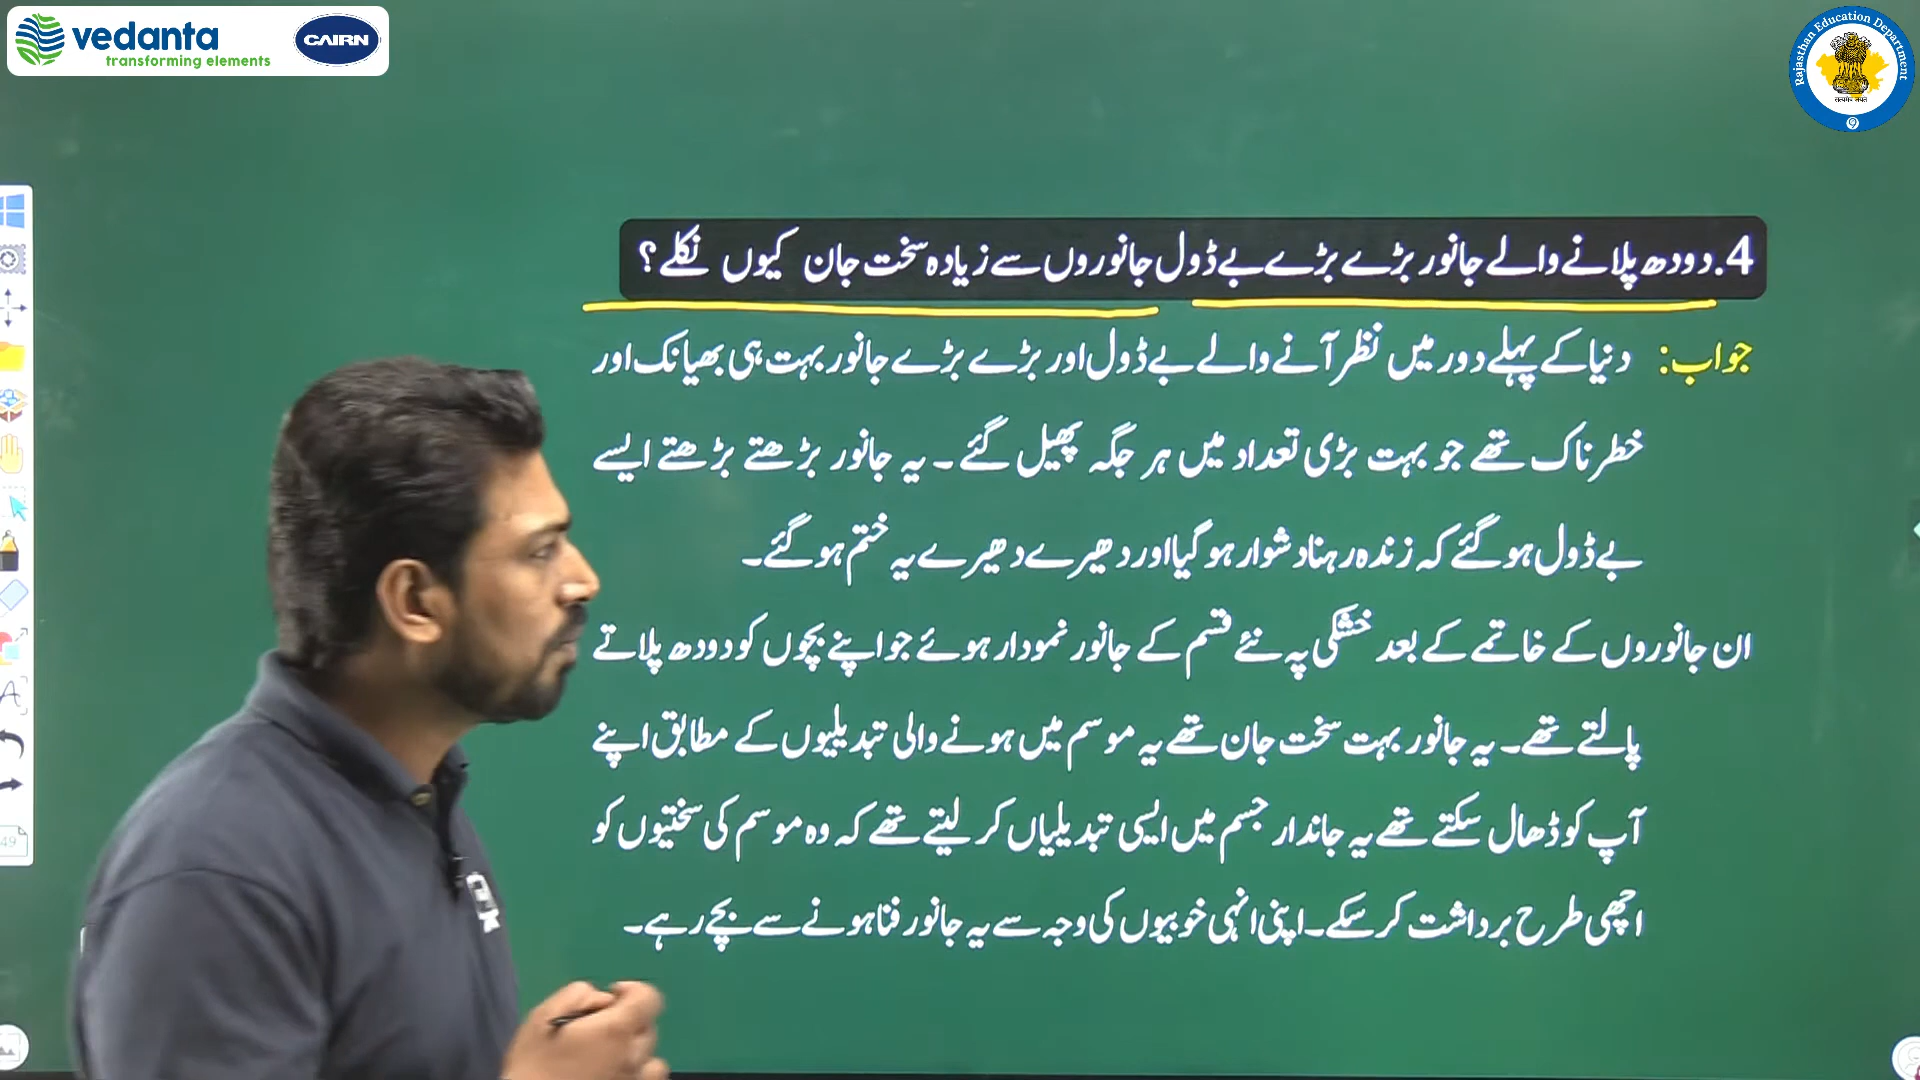 vedanta
transforming elements
CAIRN
Rajasthan Education Department
सत्यमेव जयते
4. دودھ پلانے والے جانور بڑے بڑے بے ڈول جانوروں سے زیادہ سخت جان کیوں نکلے؟
جواب: دنیا کے پہلے دور میں نظر آنے والے بے ڈول اور بڑے بڑے جانور بہت ہی بھیانک اور
خطرناک تھے جو بہت بڑی تعداد میں ہر جگہ پھیل گئے۔ یہ جانور بڑھتے بڑھتے ایسے
بے ڈول ہو گئے کہ زندہ رہنا دشوار ہو گیا اور دھیرے دھیرے یہ ختم ہو گئے۔
ان جانوروں کے خاتمے کے بعد خشکی پہ نئے قسم کے جانور نمودار ہوئے جو اپنے بچوں کو دودھ پلاتے
پالتے تھے۔ یہ جانور بہت سخت جان تھے یہ موسم میں ہونے والی تبدیلیوں کے مطابق اپنے
آپ کو ڈھال سکتے تھے یہ جاندار جسم میں ایسی تبدیلیاں کر لیتے تھے کہ وہ موسم کی سختیوں کو
اچھی طرح برداشت کر سکے۔ اپنی انہی خوبیوں کی وجہ سے یہ جانور فنا ہونے سے بچے رہے۔
49